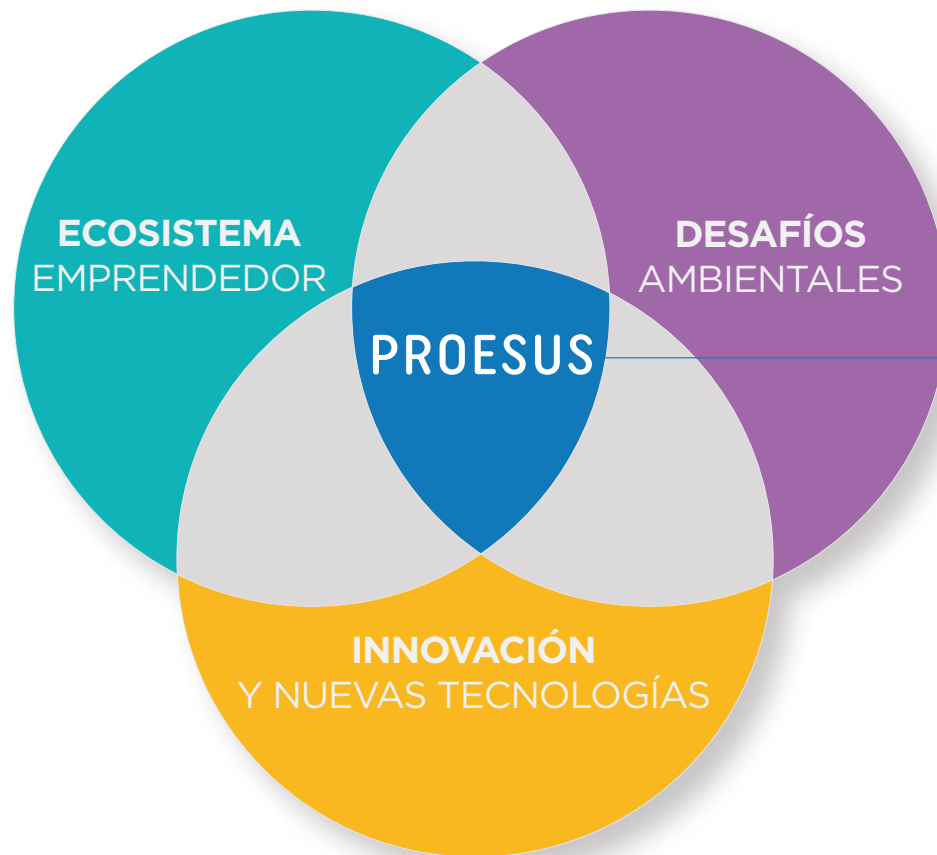 ECOSISTEMA
EMPRENDEDOR
DESAFÍOS
AMBIENTALES
PROESUS
INNOVACIÓN
Y NUEVAS TECNOLOGÍAS